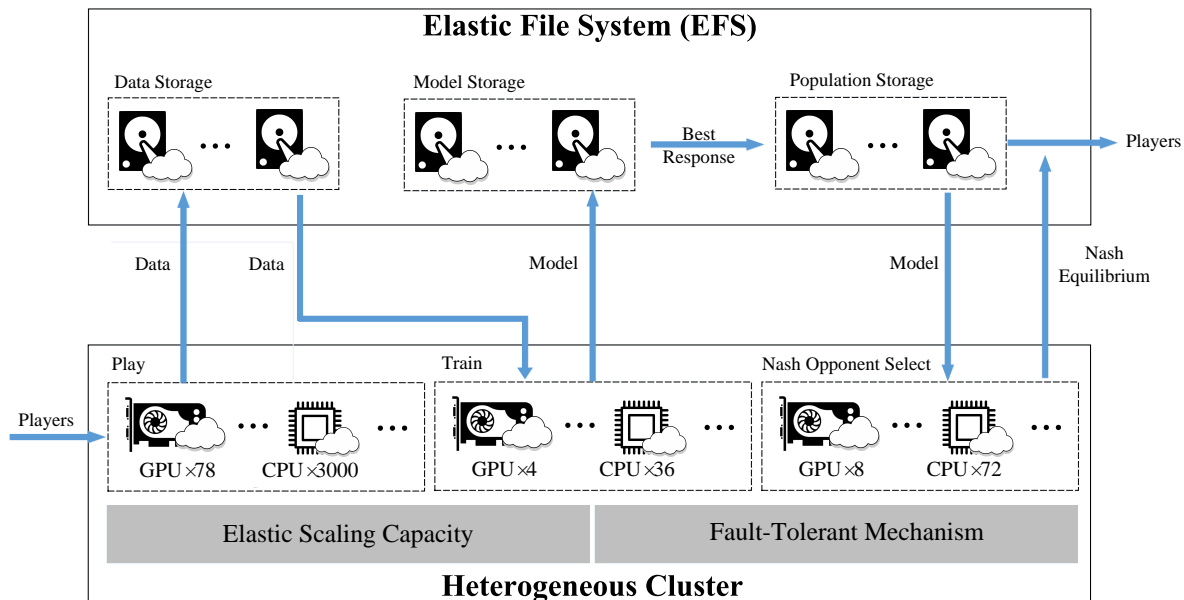 Elastic File System (EFS)
Data Storage
Model Storage
Population Storage
Best
Response
Players
Data
Data
Model
Model
Nash
Equilibrium
Play
Train
Nash Opponent Select
Players
GPU×78
CPU×3000
GPU×4
CPU×36
GPU×8
CPU×72
Elastic Scaling Capacity
Fault-Tolerant Mechanism
Heterogeneous Cluster